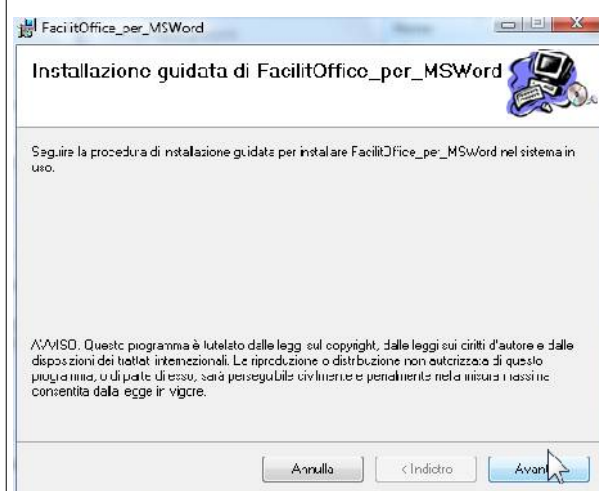 FacilitOffice_per_MSWord
Installazione guidata di FacilitOffice_per_MSWord
Seguire la procedura di installazione guidata per installare FacilitOffice_per_MSWord nel sistema in
uso.
AVVISO. Questo programma è tutelato dalle leggi sul copyright, dalle leggi sui diritti d'autore e dalle
disposizioni dei trattati internazionali. La riproduzione o distribuzione non autorizzata di questo
programma, o di parte di esso, sarà perseguibile civilmente e penalmente nella misura massima
consentita dalla legge in vigore.
Annulla
< Indietro
Avanti